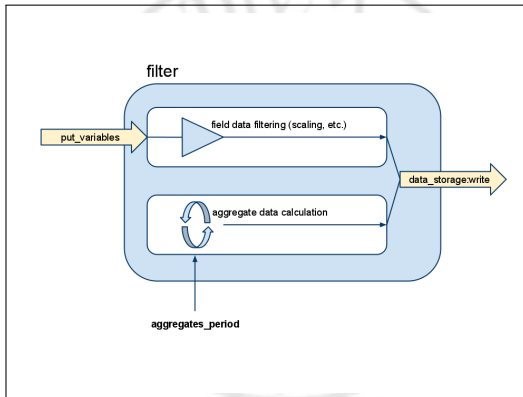 filter
field data filtering (scaling, etc.)
put_variables
data_storage:write
aggregate data calculation
aggregates_period